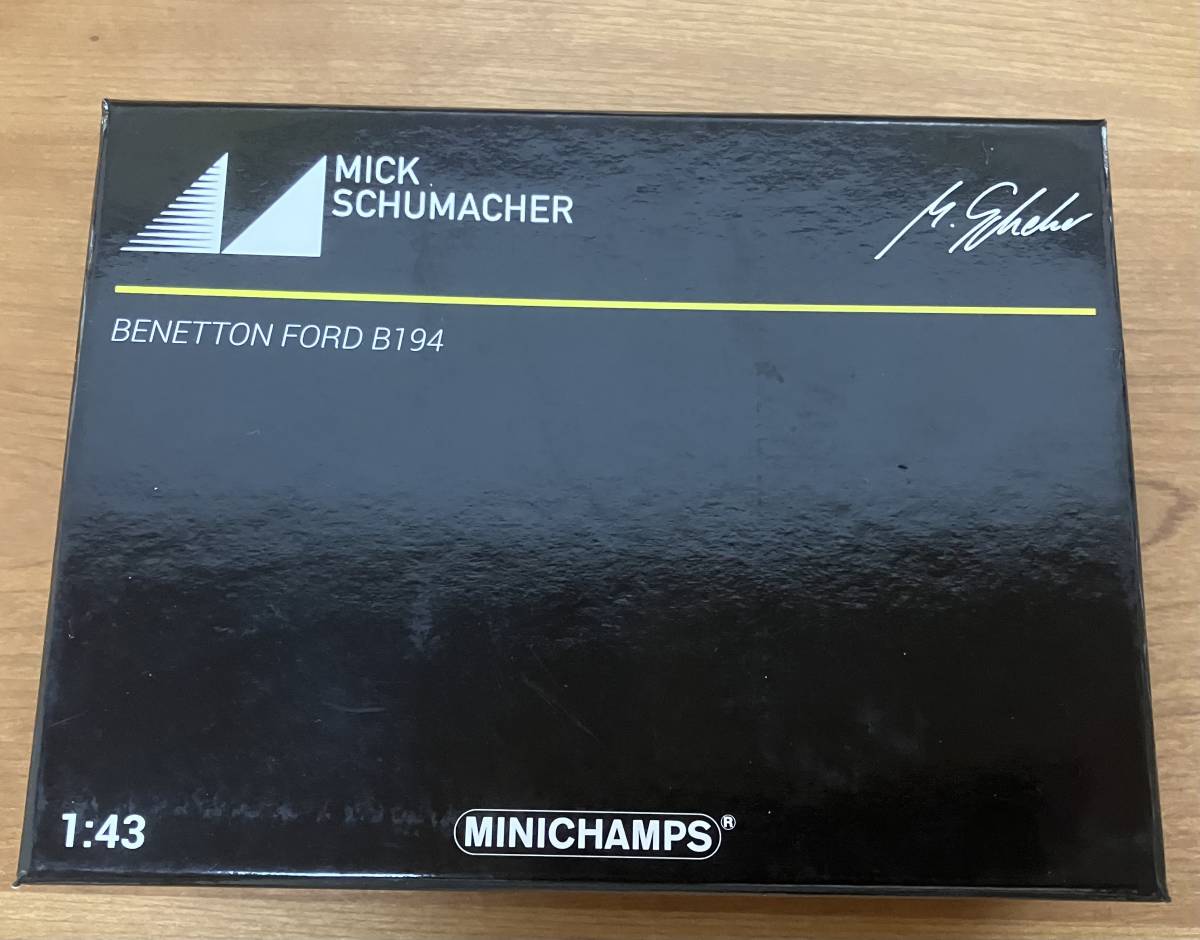 MICK
SCHUMACHER
BENETTON FORD B194
1:43
MINICHAMPS®